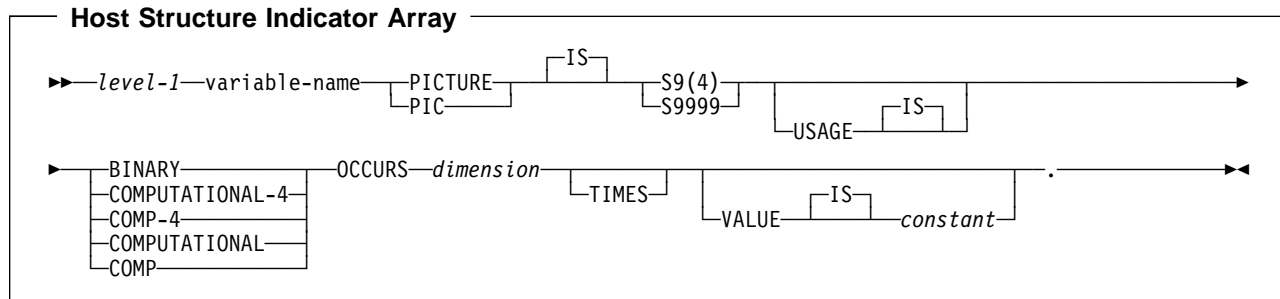 Host Structure Indicator Array
IS
level-1 variable-name PICTURE S9(4)
PIC S9999 IS
USAGE
BINARY OCCURS dimension .
COMPUTATIONAL-4 TIMES IS
COMP-4 VALUE constant
COMPUTATIONAL
COMP